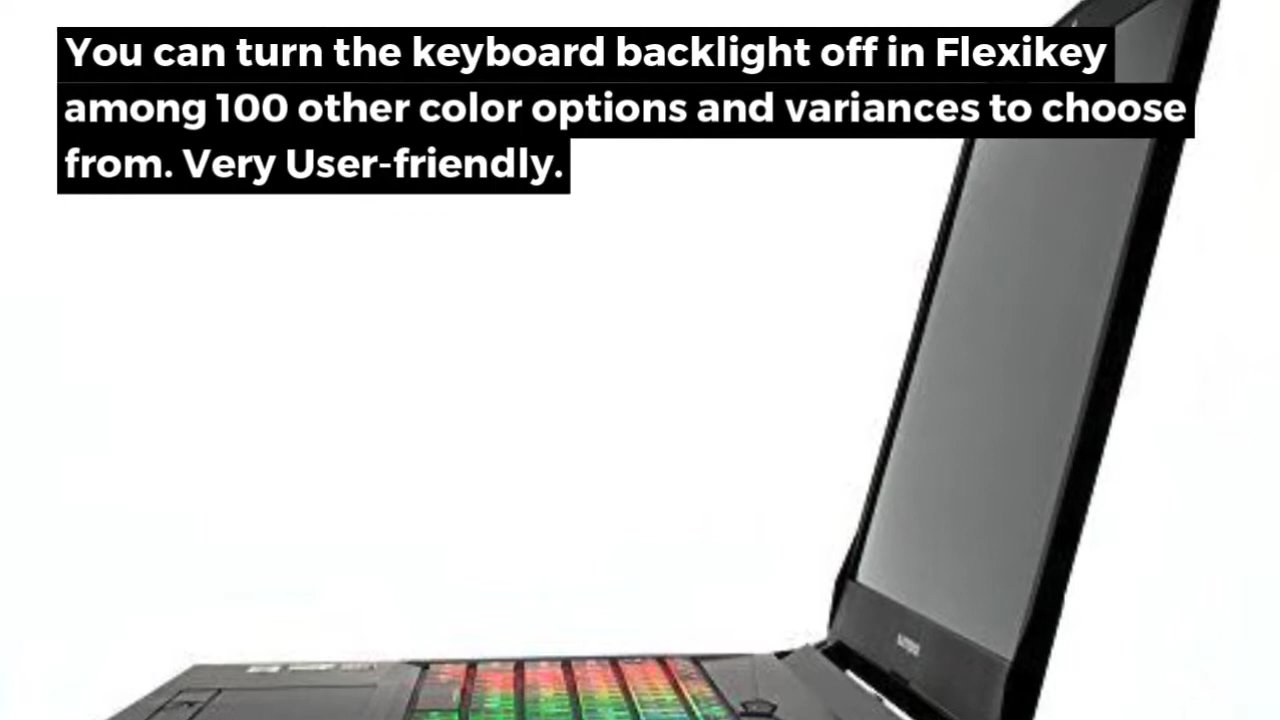 You can turn the keyboard backlight off in Flexikey
among 100 other color options and variances to choose
from. Very User-friendly.